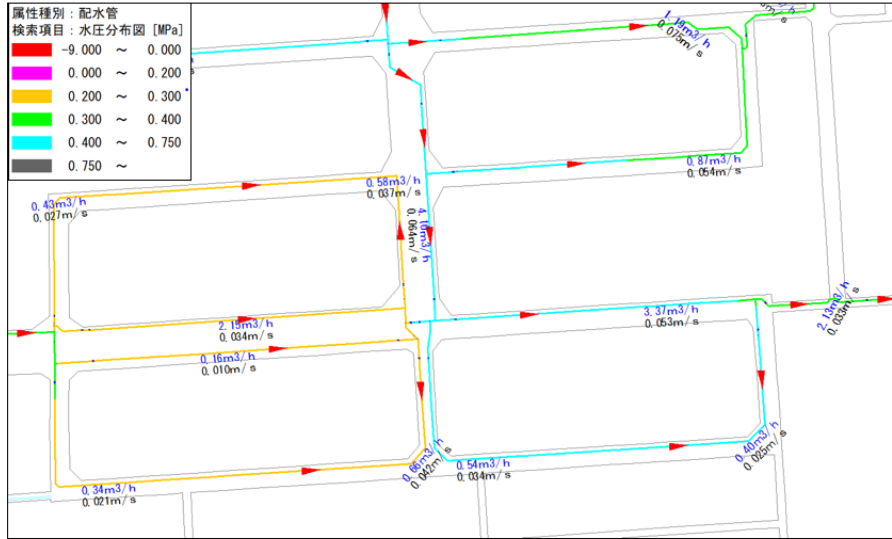 属性種別：配水管
検索項目：水圧分布図 [MPa]
-9.000 ～ 0.000
0.000 ～ 0.200
0.200 ～ 0.300
0.300 ～ 0.400
0.400 ～ 0.750
0.750 ～
1.19m3/h
0.075m/s
0.87m3/h
054m/s
0.58m3/h
0.037m/s
0.43m3/h
0.027m/s
4.10m3/h
0.064m/s
2.15m3/h
0.034m/s
3.37m3/h
0.053m/s
2.13m3/h
0.033m/s
0.16m3/h
0.010m/s
0.66m3/h
0.042m/s
0.54m3/h
0.034m/s
0.40m3/h
0.025m/s
0.34m3/h
0.021m/s